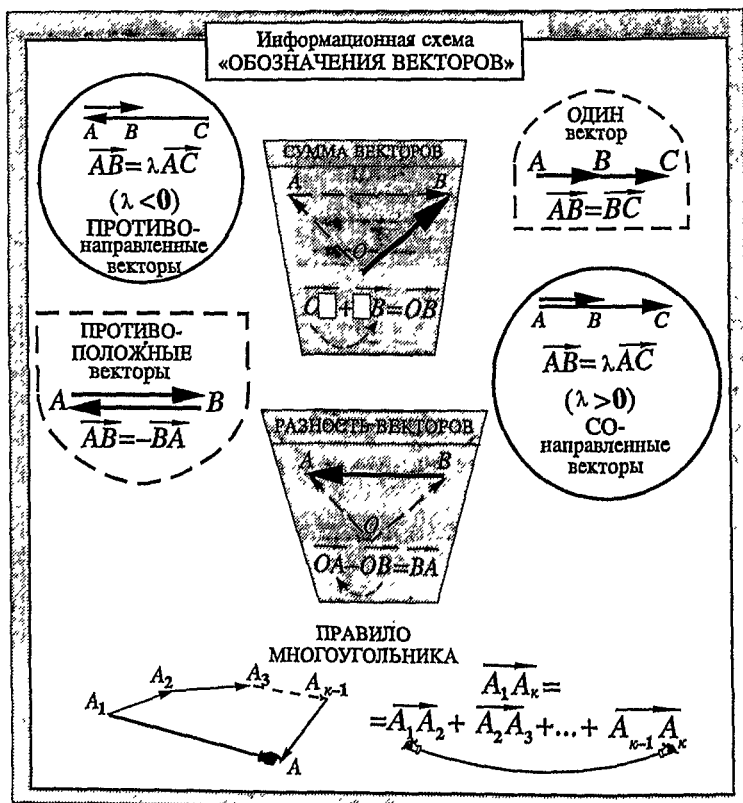 Информационная схема
«ОБОЗНАЧЕНИЯ ВЕКТОРОВ»
A B C
AB = λAC
(λ<0)
ПРОТИВО-
направленные
векторы
СУММА ВЕКТОРОВ
A B
O
O□ + □B = OB
ОДИН
вектор
A B C
AB = BC
ПРОТИВО-
ПОЛОЖНЫЕ
векторы
A B
AB = -BA
A B C
AB = λAC
(λ>0)
СО-
направленные
векторы
РАЗНОСТЬ ВЕКТОРОВ
A B
O
OA - OB = BA
ПРАВИЛО
МНОГОУГОЛЬНИКА
A₁ A₂ A₃ Aк–1
A
A₁Aк =
= A₁A₂ + A₂A₃ +...+ Aк–1Aк